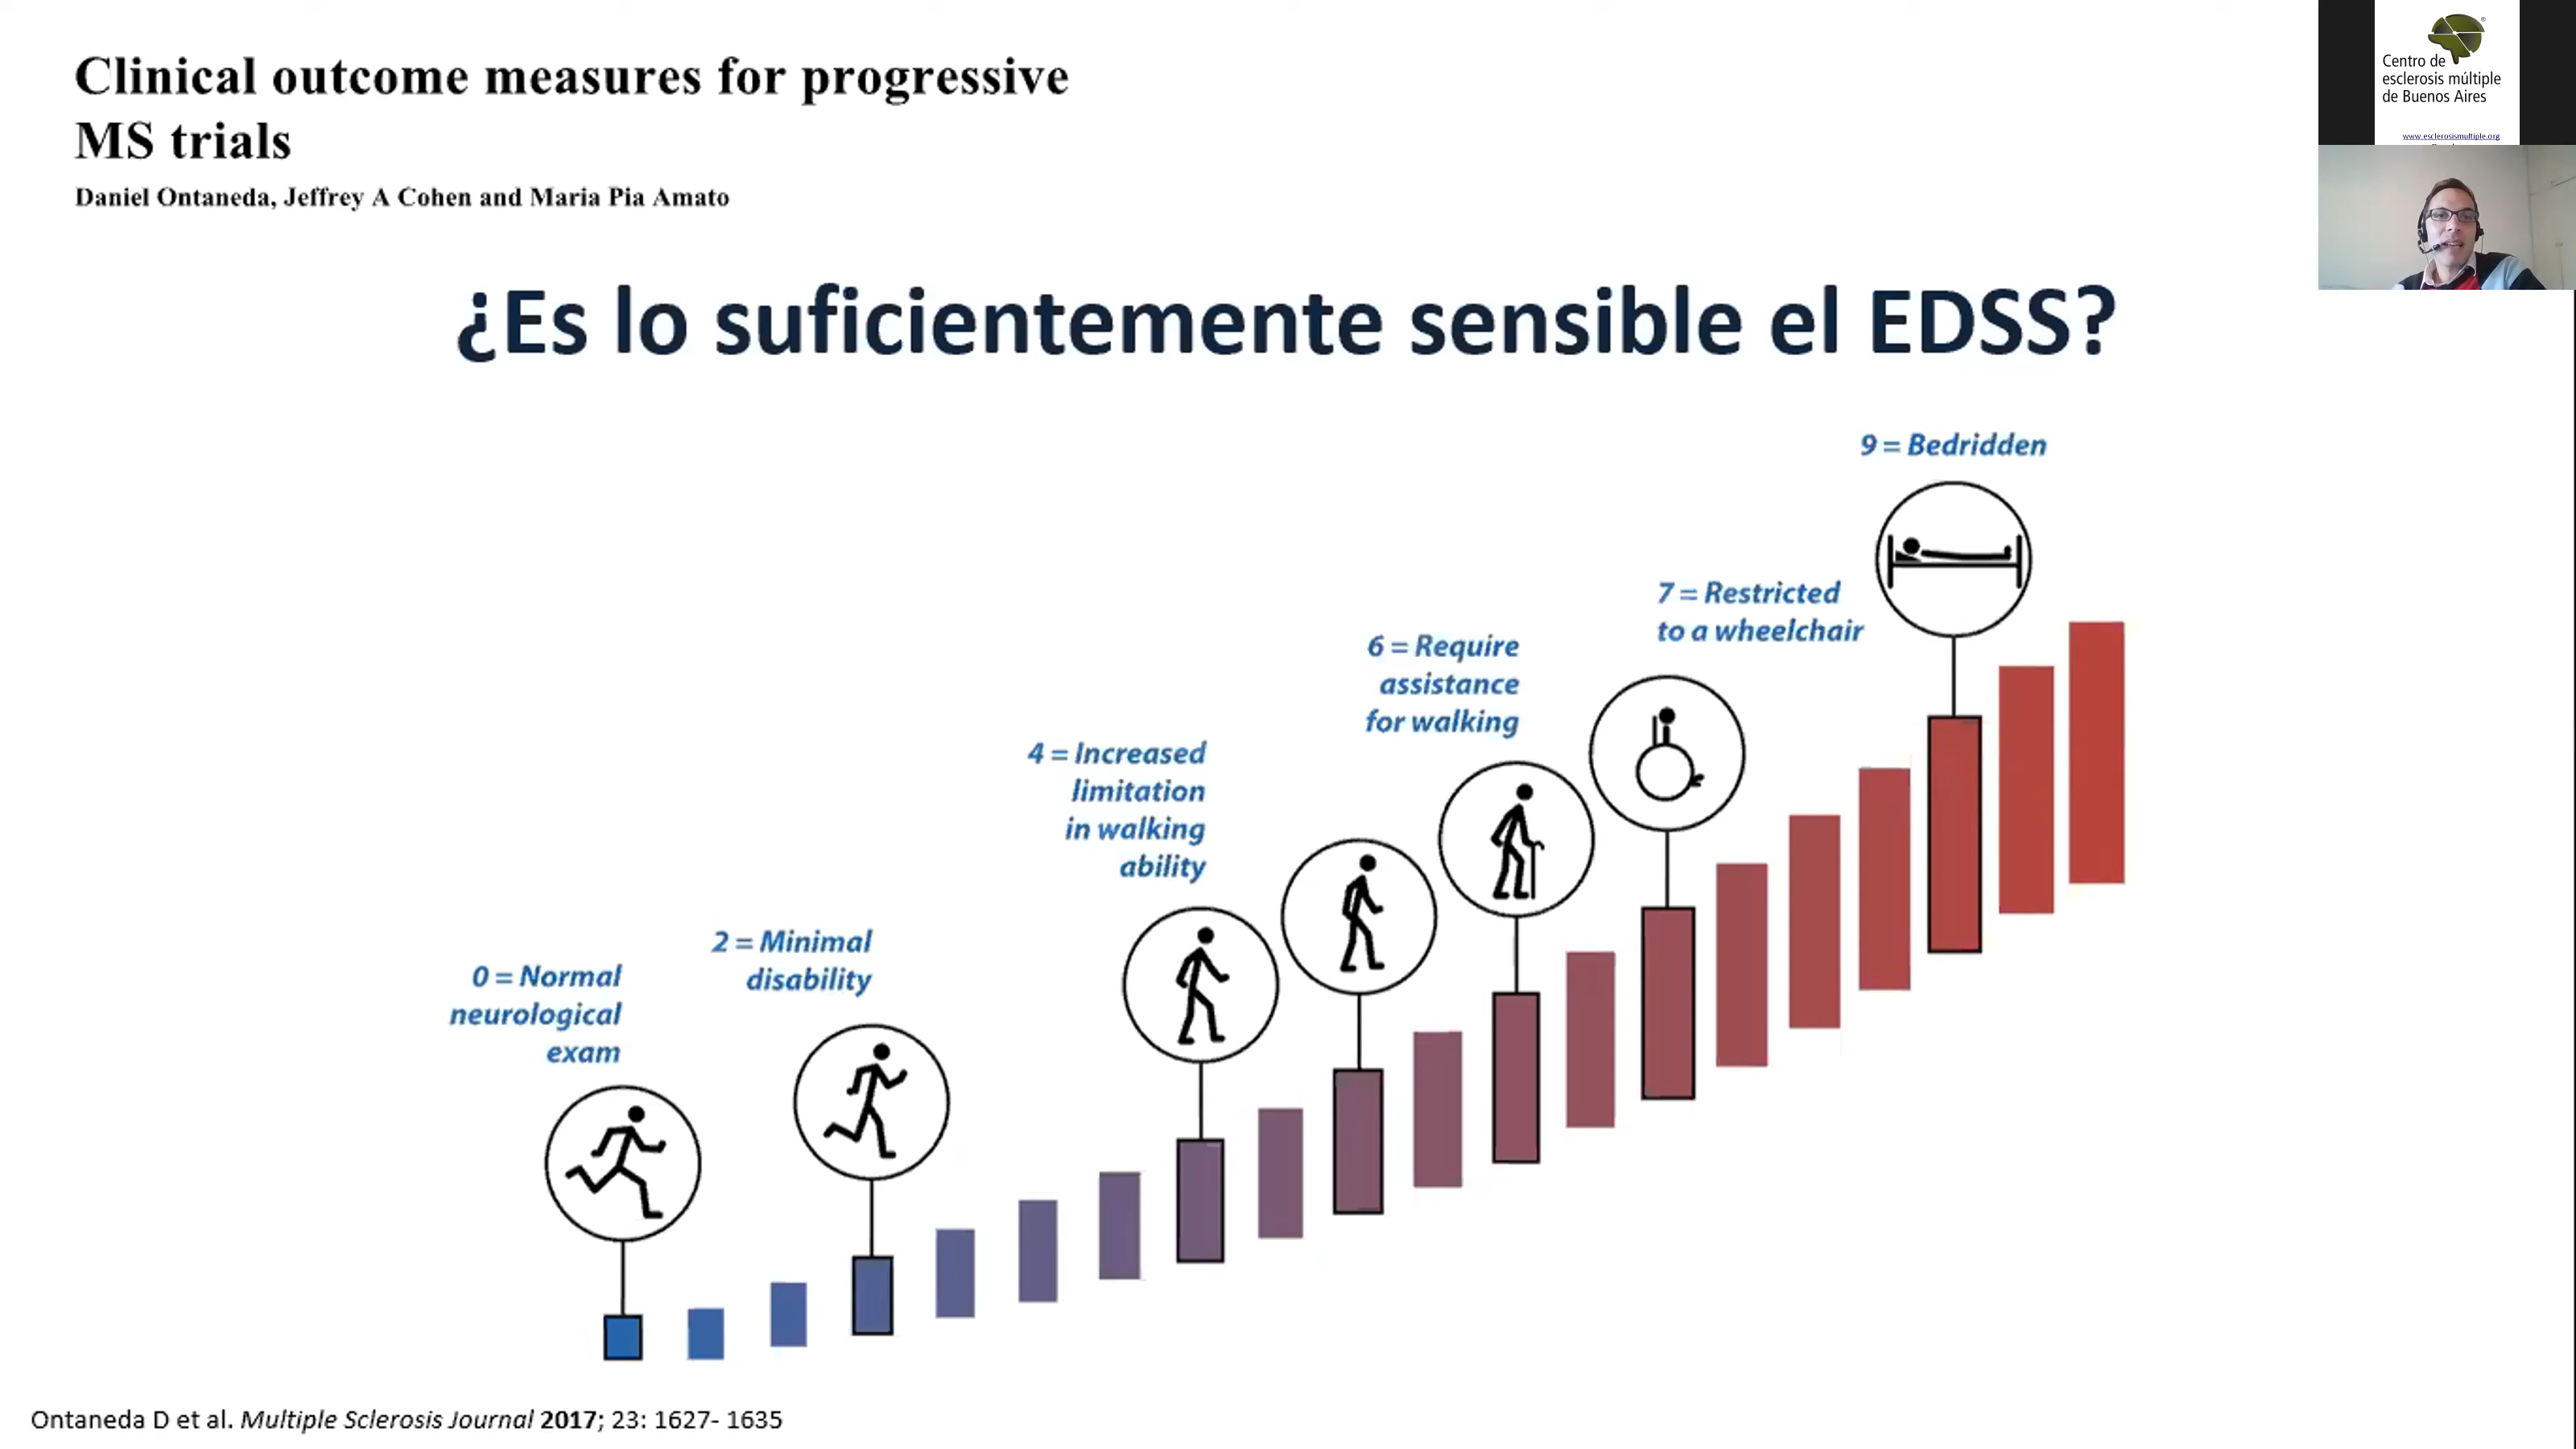 Clinical outcome measures for progressive
MS trials
Daniel Ontaneda, Jeffrey A Cohen and Maria Pia Amato
Centro de
esclerosis múltiple
de Buenos Aires
www.esclerosismultiple.org
¿Es lo suficientemente sensible el EDSS?
0 = Normal
neurological
exam
2 = Minimal
disability
4 = Increased
limitation
in walking
ability
6 = Require
assistance
for walking
7 = Restricted
to a wheelchair
9 = Bedridden
Ontaneda D et al. Multiple Sclerosis Journal 2017; 23: 1627- 1635